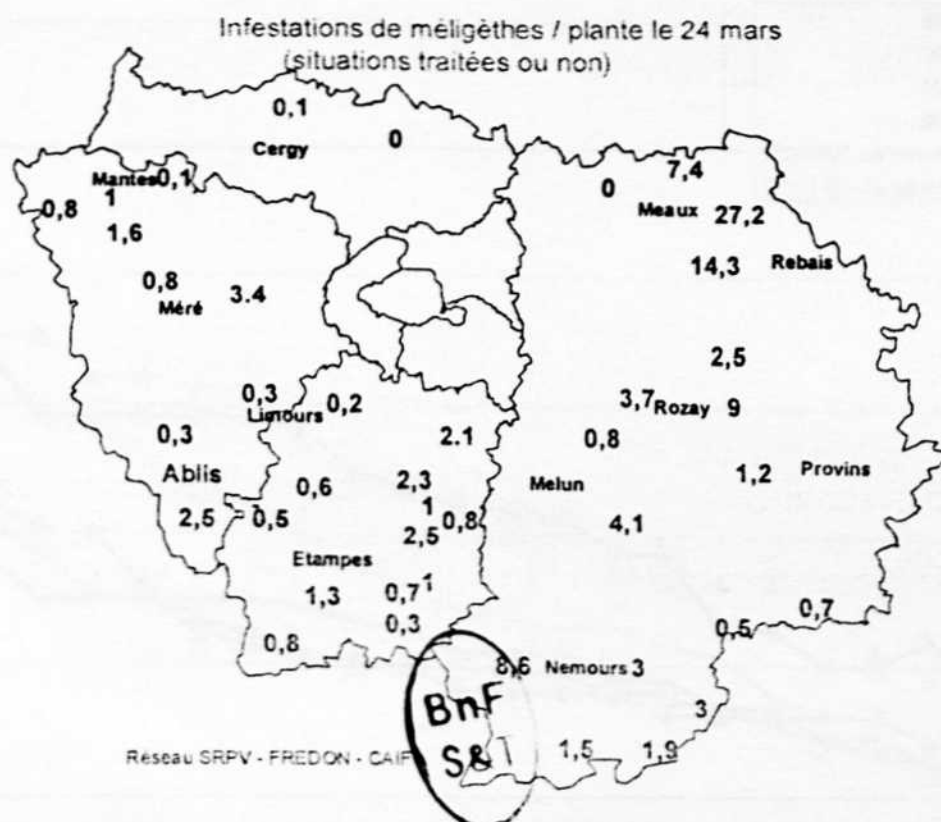 Infestations de méligèthes / plante le 24 mars
(situations traitées ou non)
0,1
Cergy
0
Mantes 0,1
1
0,8
1,6
0,8
Méré
3.4
0
7,4
Meaux
27,2
14,3
Rebais
2,5
3,7 Rozay 9
0,8
0,3
Limours
0,2
0,3
2.1
Ablis
0,6
2,3
Melun
1,2
Provins
2,5
0,5
1
0,8
2,5
4,1
Etampes
1,3
0,7
1
0,3
0,8
0,7
8,6 Nemours 3
3
1,5
1,9
BnF
S&T
Réseau SRPV - FREDON - CAIF